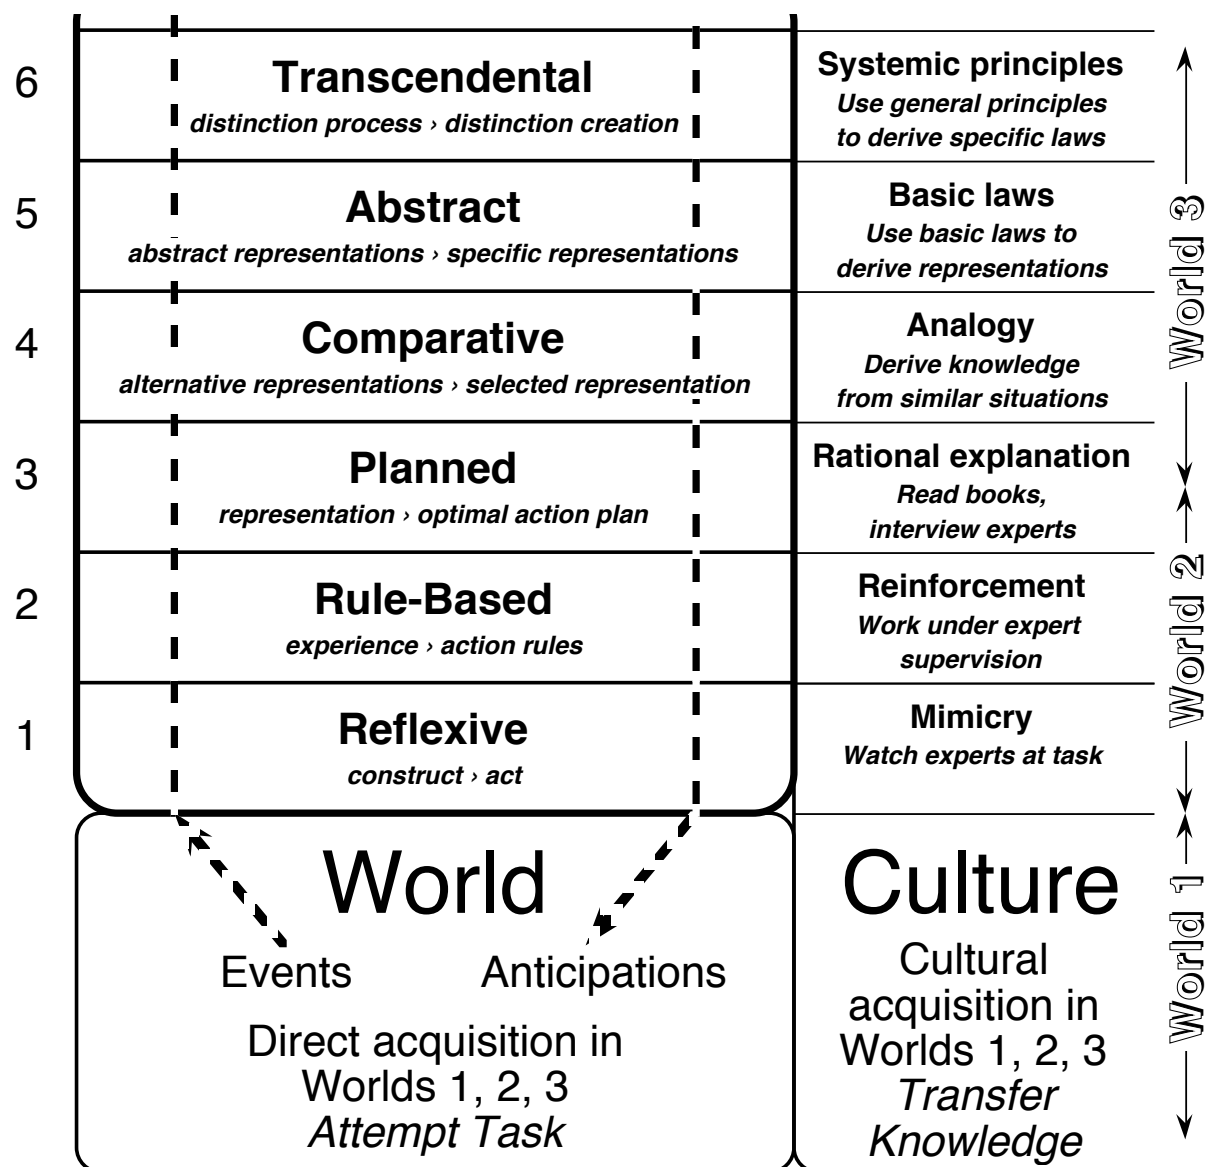 6
Transcendental
distinction process › distinction creation
Systemic principles
Use general principles
to derive specific laws
5
Abstract
abstract representations › specific representations
Basic laws
Use basic laws to
derive representations
4
Comparative
alternative representations › selected representation
Analogy
Derive knowledge
from similar situations
3
Planned
representation › optimal action plan
Rational explanation
Read books,
interview experts
2
Rule-Based
experience › action rules
Reinforcement
Work under expert
supervision
1
Reflexive
construct › act
Mimicry
Watch experts at task
World 3
World 2
World 1
World
Events
Anticipations
Direct acquisition in
Worlds 1, 2, 3
Attempt Task
Culture
Cultural
acquisition in
Worlds 1, 2, 3
Transfer
Knowledge